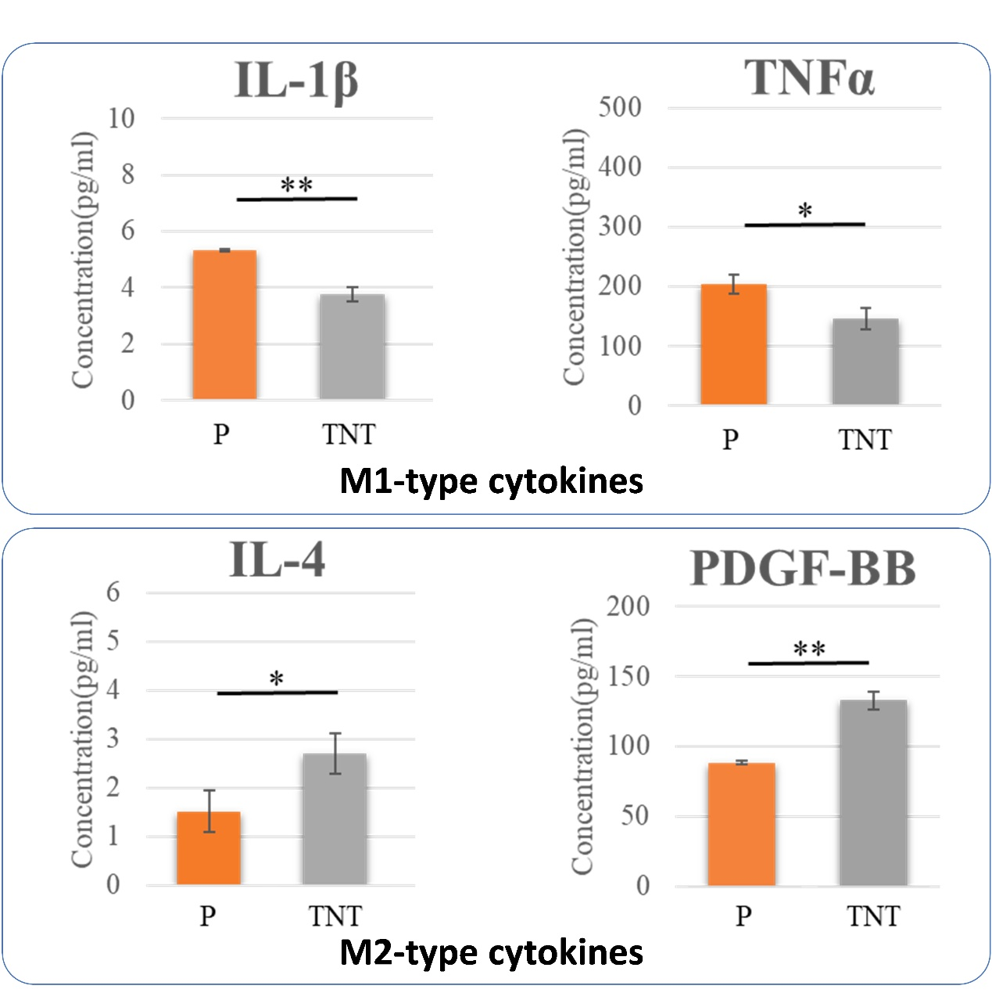 IL-1β
10
8
6
4
2
0
Concentration(pg/ml)
**
P TNT
TNFα
500
400
300
200
100
0
Concentration(pg/ml)
*
P TNT
M1-type cytokines
IL-4
6
5
4
3
2
1
0
Concentration(pg/ml)
*
P TNT
PDGF-BB
200
150
100
50
0
Concentration(pg/ml)
**
P TNT
M2-type cytokines